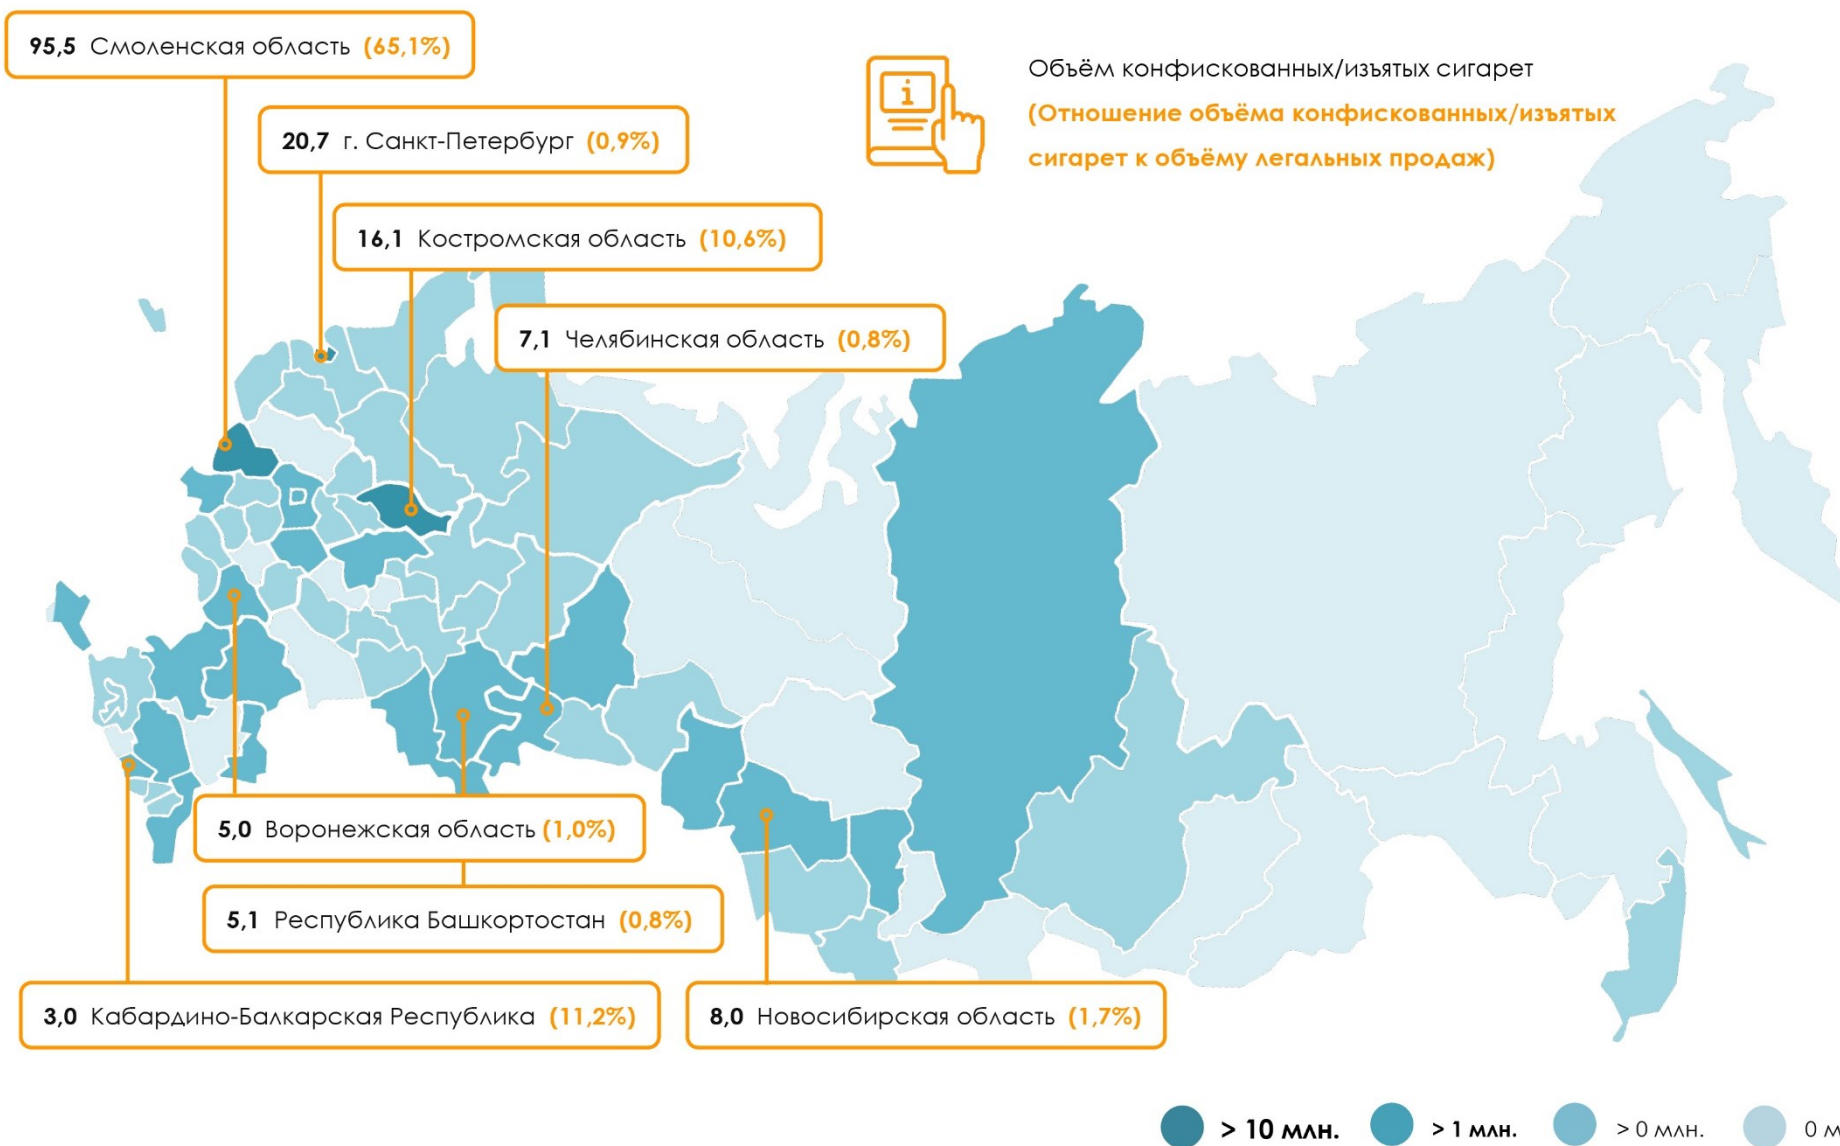 95,5 Смоленская область (65,1%)
20,7 г. Санкт-Петербург (0,9%)
16,1 Костромская область (10,6%)
7,1 Челябинская область (0,8%)
i
Объём конфискованных/изъятых сигарет
(Отношение объёма конфискованных/изъятых
сигарет к объёму легальных продаж)
5,0 Воронежская область (1,0%)
5,1 Республика Башкортостан (0,8%)
3,0 Кабардино-Балкарская Республика (11,2%)
8,0 Новосибирская область (1,7%)
> 10 млн. > 1 млн. > 0 млн. 0 м